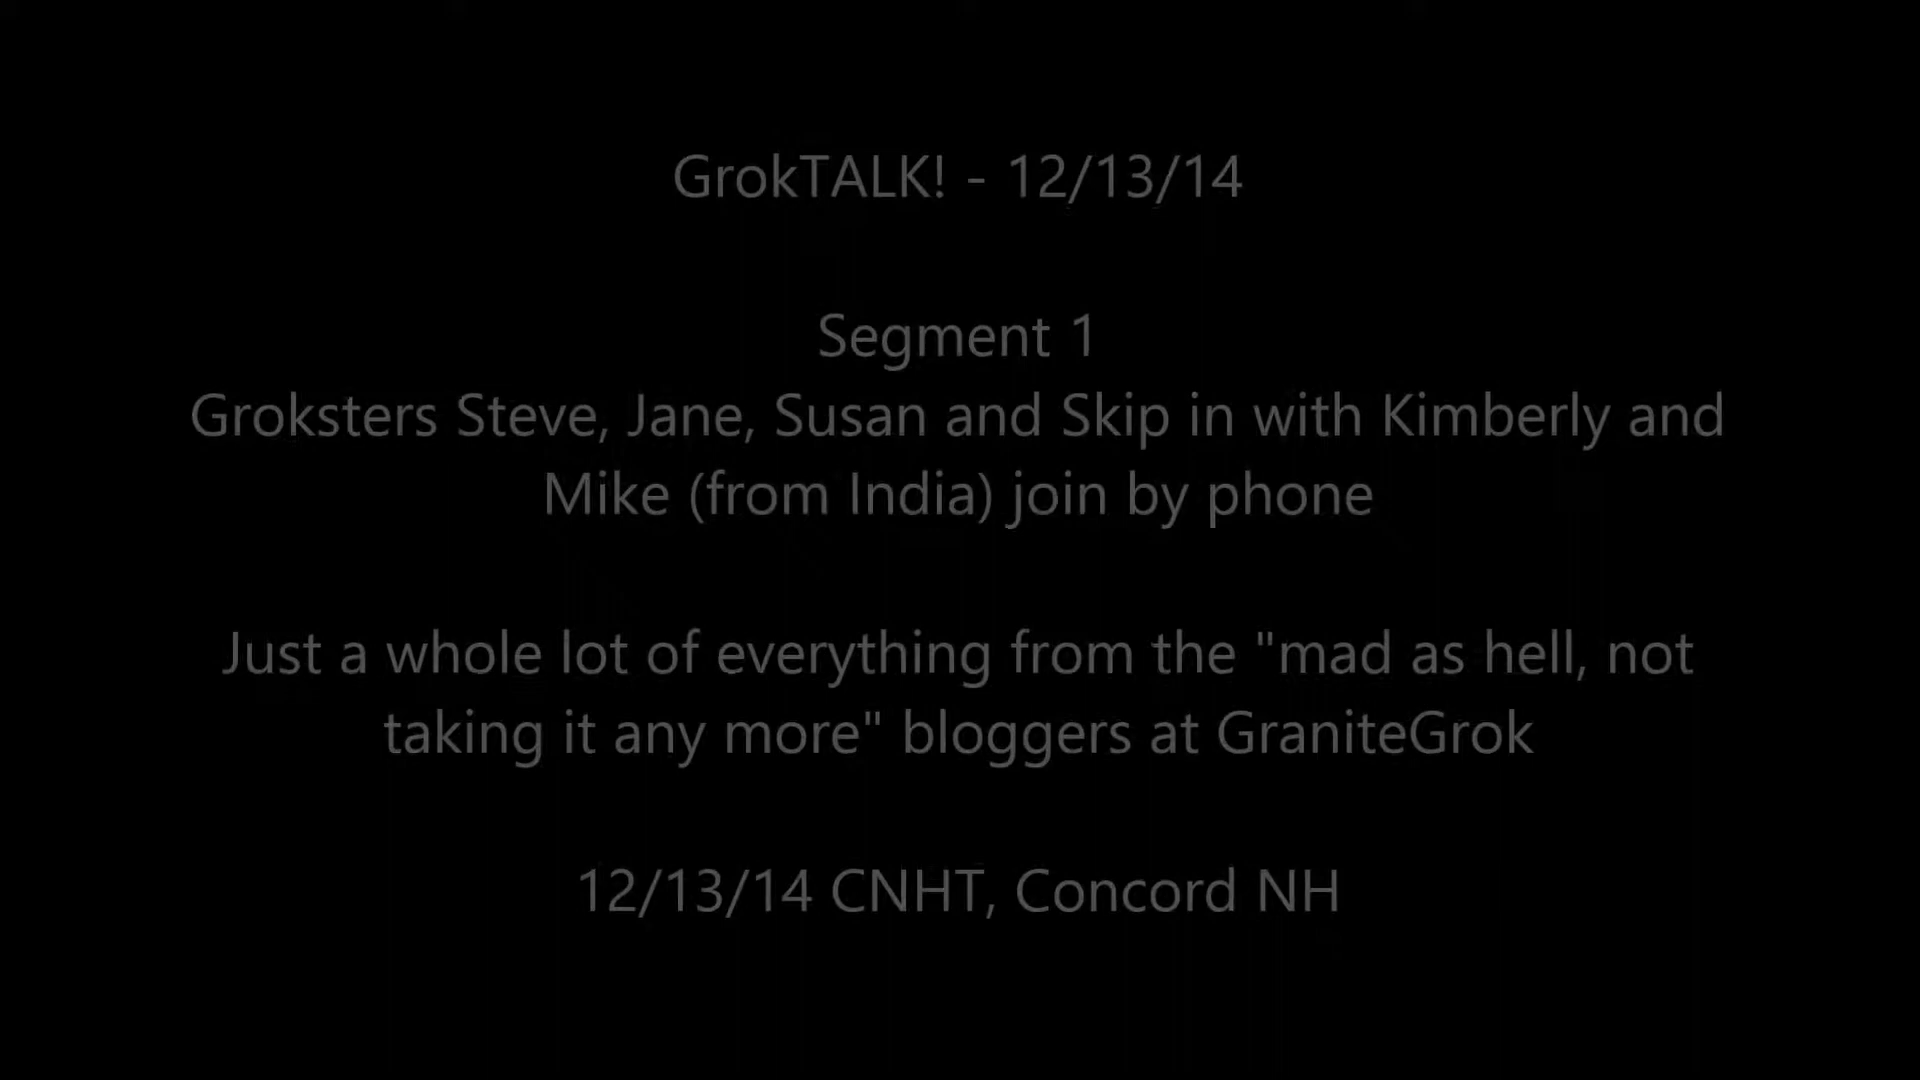 GrokTALK! - 12/13/14
Segment 1
Groksters Steve, Jane, Susan and Skip in with Kimberly and
Mike (from India) join by phone
Just a whole lot of everything from the "mad as hell, not
taking it any more" bloggers at GraniteGrok
12/13/14 CNHT, Concord NH